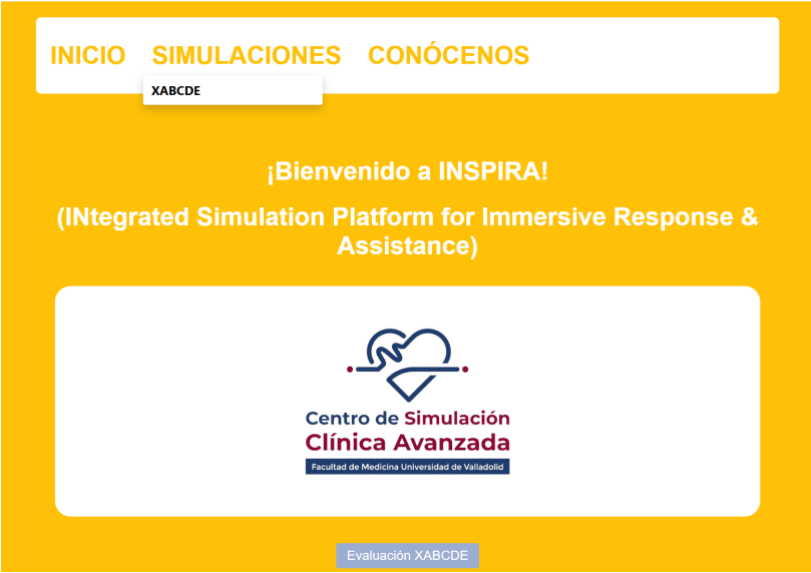 INICIO SIMULACIONES CONÓCENOS
XABCDE
¡Bienvenido a INSPIRA!
(INtegrated Simulation Platform for Immersive Response &
Assistance)
Centro de Simulación
Clínica Avanzada
Facultad de Medicina Universidad de Valladolid
Evaluación XABCDE